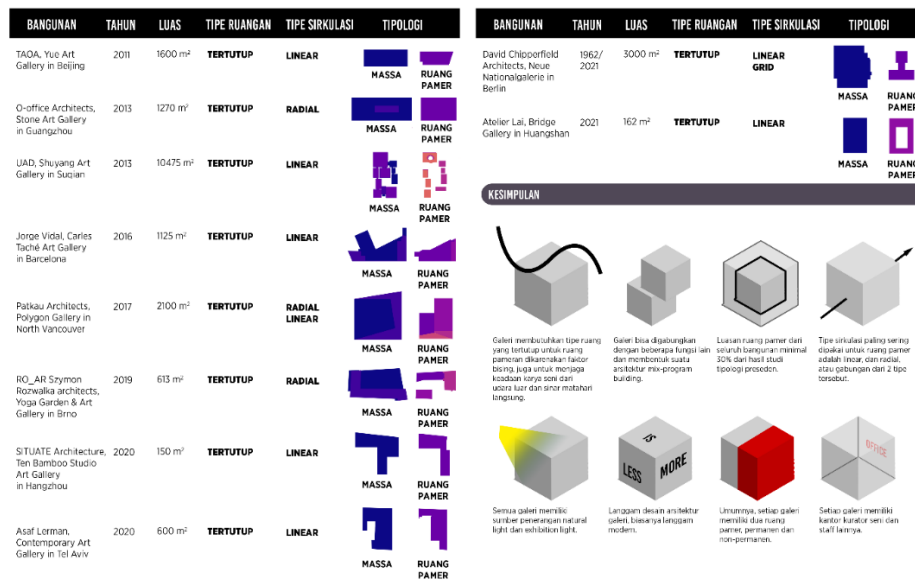 BANGUNAN TAHUN LUAS TIPE RUANGAN TIPE SIRKULASI TIPOLOGI
TAOA, Yue Art 2011 1600 m² TERTUTUP LINEAR
Gallery in Beijing
MASSA RUANG
PAMER
O-office Architects, 2013 1270 m² TERTUTUP RADIAL
Stone Art Gallery
in Guangzhou
MASSA RUANG
PAMER
UAD, Shuyang Art 2013 10475 m² TERTUTUP LINEAR
Gallery in Suqian
MASSA RUANG
PAMER
Jorge Vidal, Carles 2016 1125 m² TERTUTUP LINEAR
Taché Art Gallery
in Barcelona
MASSA RUANG
PAMER
Patkau Architects, 2017 2100 m² TERTUTUP RADIAL
Polygon Gallery in LINEAR
North Vancouver
MASSA RUANG
PAMER
RO_AR Szymon 2019 613 m² TERTUTUP RADIAL
Rozwalka architects,
Yoga Garden & Art
Gallery in Brno
MASSA RUANG
PAMER
SITUATE Architecture, 2020 150 m² TERTUTUP LINEAR
Ten Bamboo Studio
Art Gallery
in Hangzhou
MASSA RUANG
PAMER
Asaf Lerman, 2020 600 m² TERTUTUP LINEAR
Contemporary Art
Gallery in Tel Aviv
MASSA RUANG
PAMER
BANGUNAN TAHUN LUAS TIPE RUANGAN TIPE SIRKULASI TIPOLOGI
David Chipperfield 1962/ 3000 m² TERTUTUP LINEAR
Architects, Neue 2021 GRID
Nationalgalerie in
Berlin
MASSA RUANG
PAMER
Atelier Lai, Bridge 2021 162 m² TERTUTUP LINEAR
Gallery in Huangshan
MASSA RUANG
PAMER
KESIMPULAN
Galeri membutuhkan tipe ruang
yang tertutup untuk ruang
pameran dikarenakan faktor
bising, juga untuk menjaga
keadaan karya seni dari
udara luar dan sinar matahari
langsung.
Galeri bisa digabungkan
dengan beberapa fungsi lain
dan membentuk suatu
arsitektur mix-program
building.
Luasan ruang pamer dari
seluruh bangunan minimal
30% dari hasil studi
tipologi preseden.
Tipe sirkulasi paling sering
dipakai untuk ruang pamer
adalah linear, dan radial,
atau gabungan dari 2 tipe
tersebut.
IS
LESS MORE
OFFICE
Semua galeri memiliki
sumber penerangan natural
light dan exhibition light.
Langgam desain arsitektur
galeri, biasanya langgam
modern.
Umumnya, setiap galeri
memiliki dua ruang
pamer, permanen dan
non-permanen.
Setiap galeri memiliki
kantor kurator seni dan
staff lainnya.